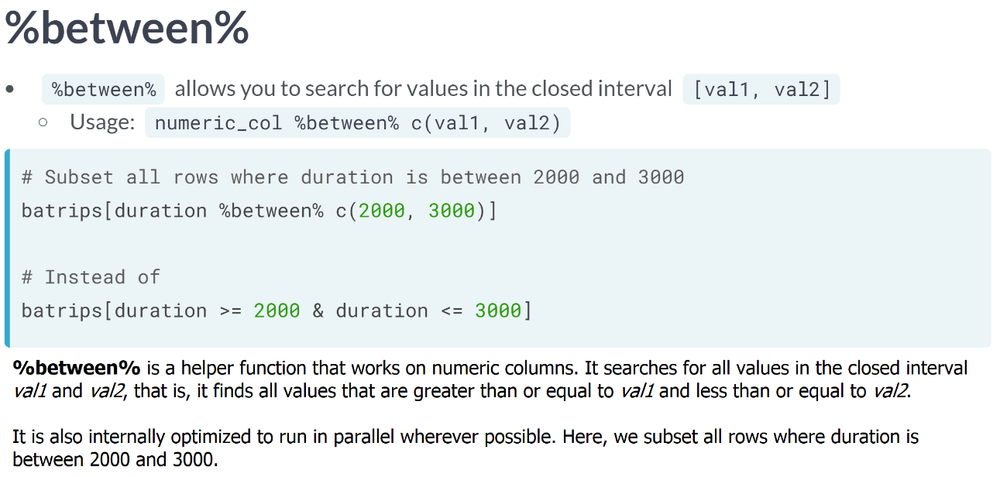 %between%
• %between% allows you to search for values in the closed interval [val1, val2]
○ Usage: numeric_col %between% c(val1, val2)
# Subset all rows where duration is between 2000 and 3000
batrips[duration %between% c(2000, 3000)]
# Instead of
batrips[duration >= 2000 & duration <= 3000]
%between% is a helper function that works on numeric columns. It searches for all values in the closed interval
val1 and val2, that is, it finds all values that are greater than or equal to val1 and less than or equal to val2.
It is also internally optimized to run in parallel wherever possible. Here, we subset all rows where duration is
between 2000 and 3000.